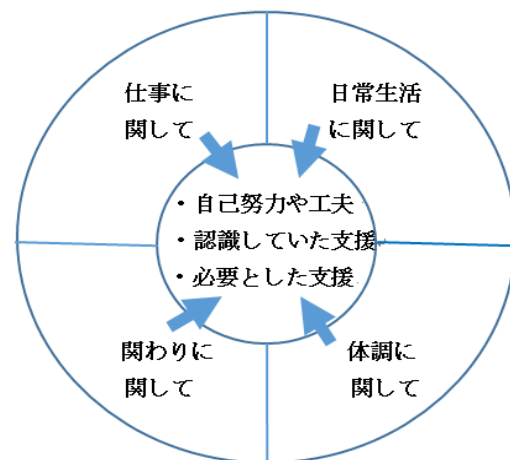 仕事に
関して
日常生活
に関して
・自己努力や工夫
・認識していた支援
・必要とした支援
関わりに
関して
体調に
関して